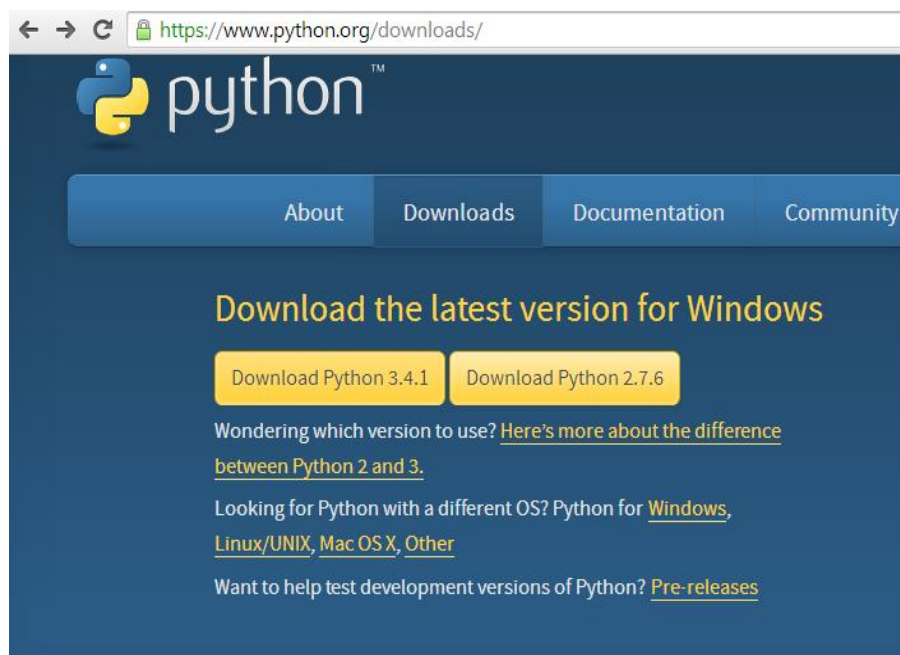 https://www.python.org/downloads/
python™
About Downloads Documentation Community
Download the latest version for Windows
Download Python 3.4.1 Download Python 2.7.6
Wondering which version to use? Here's more about the difference
between Python 2 and 3.
Looking for Python with a different OS? Python for Windows,
Linux/UNIX, Mac OS X, Other
Want to help test development versions of Python? Pre-releases